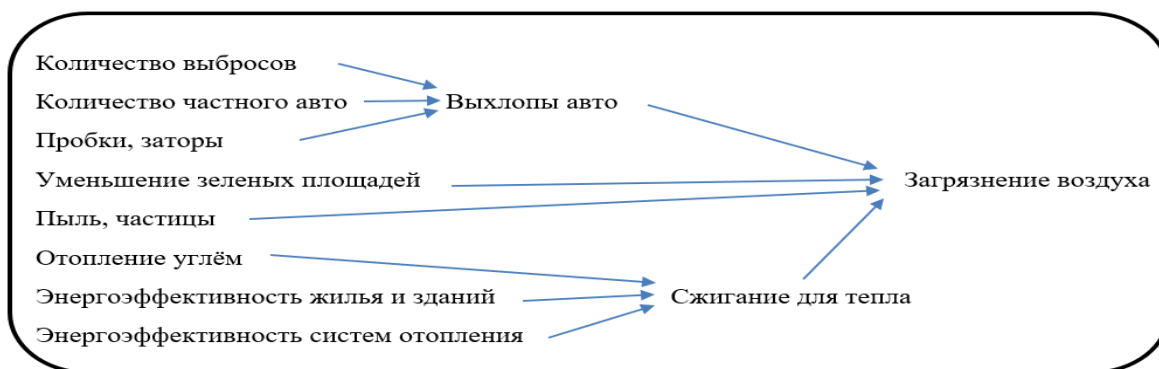 Количество выбросов
Количество частного авто
Выхлопы авто
Пробки, заторы
Уменьшение зеленых площадей
Загрязнение воздуха
Пыль, частицы
Отопление углём
Энергоэффективность жилья и зданий
Сжигание для тепла
Энергоэффективность систем отопления